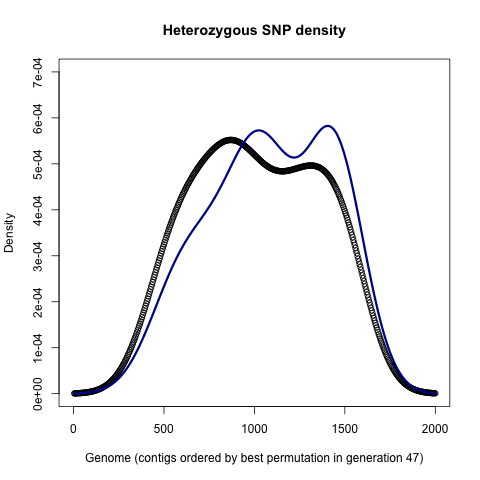 Heterozygous SNP density
7e-04
6e-04
5e-04
4e-04
3e-04
2e-04
1e-04
0e+00
Density
0 500 1000 1500 2000
Genome (contigs ordered by best permutation in generation 47)